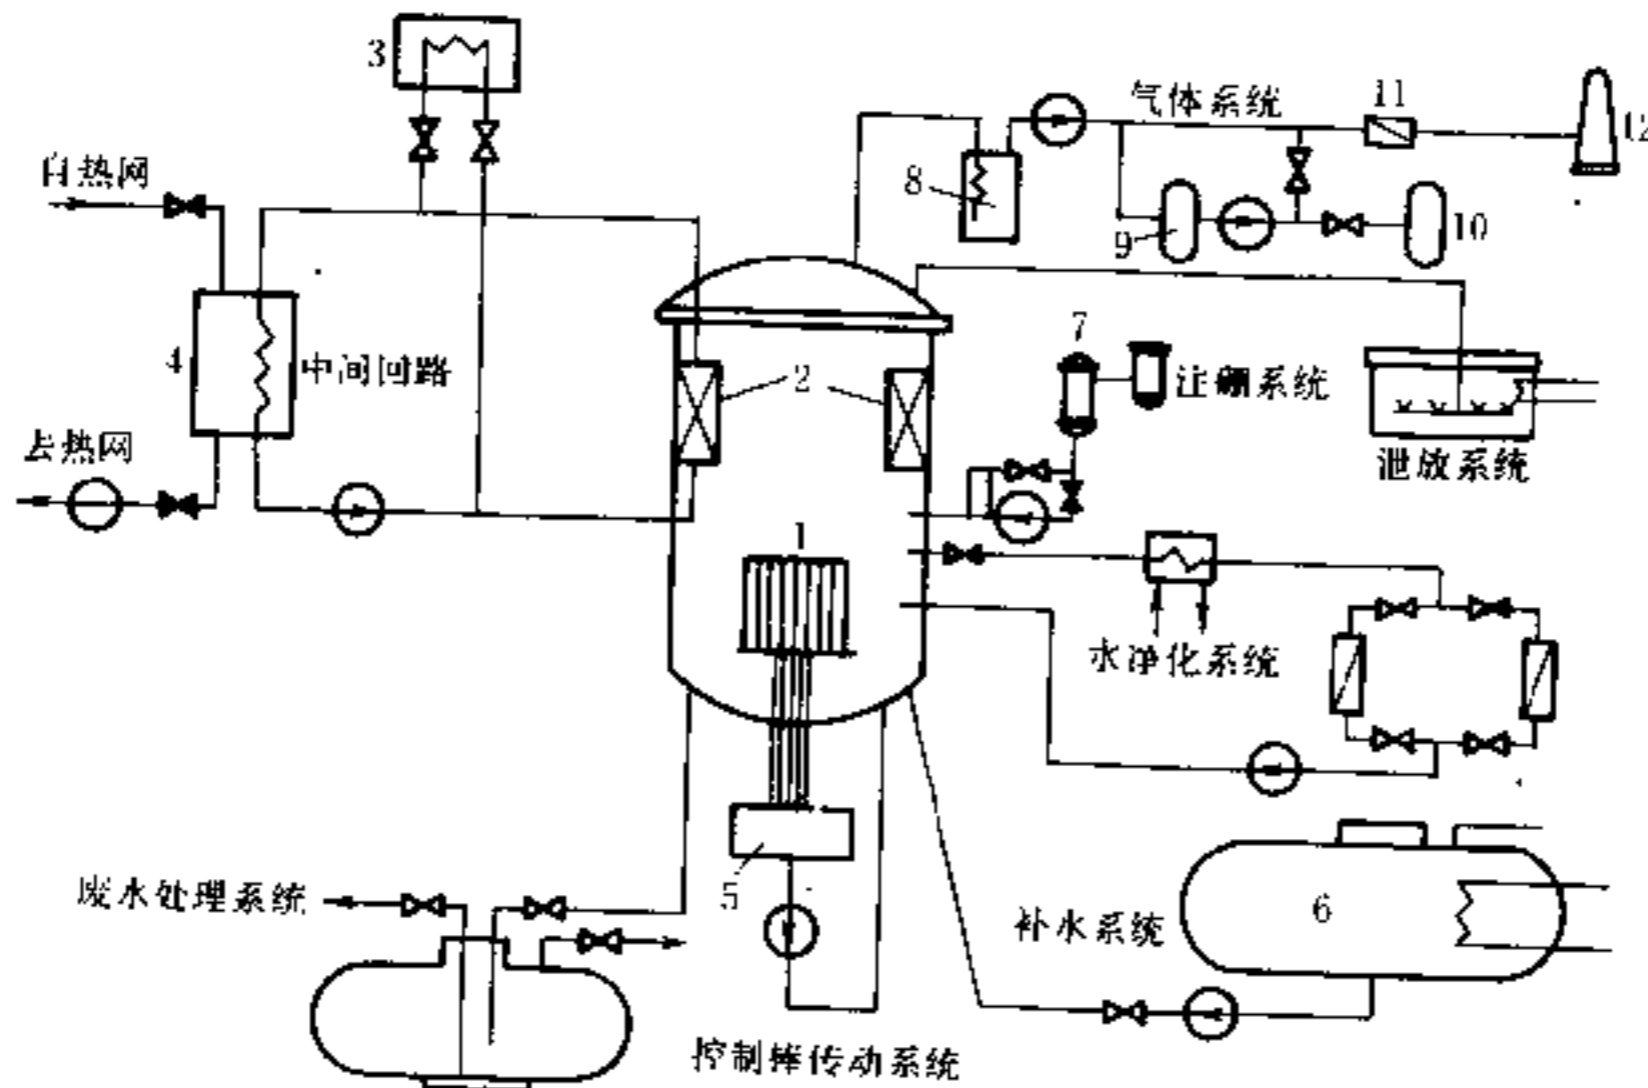 3
气体系统
11
12
自热网
8
9
10
4
中间回路
2
7
注硼系统
去热网
泄放系统
1
水净化系统
5
6
废水处理系统
补水系统
控制棒传动系统